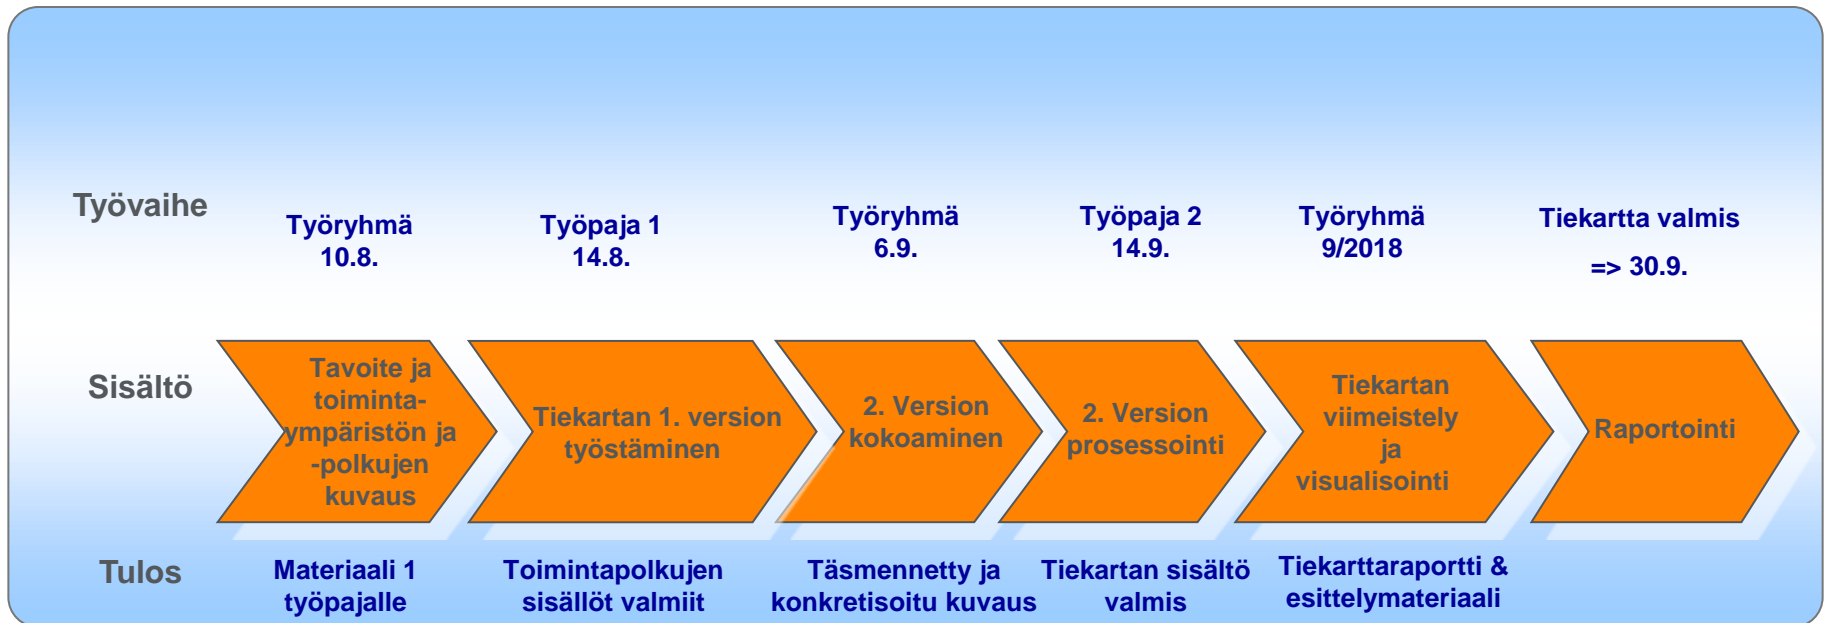 Työvaihe
Työryhmä
10.8.
Työpaja 1
14.8.
Työryhmä
6.9.
Työpaja 2
14.9.
Työryhmä
9/2018
Tiekartta valmis
=> 30.9.
Sisältö
Tavoite ja
toiminta-
ympäristön ja
-polkujen
kuvaus
Tiekartan 1. version
työstäminen
2. Version
kokoaminen
2. Version
prosessointi
Tiekartan
viimeistely
ja
visualisointi
Raportointi
Tulos
Materiaali 1
työpajalle
Toimintapolkujen
sisällöt valmiit
Täsmennetty ja
konkretisoitu kuvaus
Tiekartan sisältö
valmis
Tiekarttaraportti &
esittelymateriaali